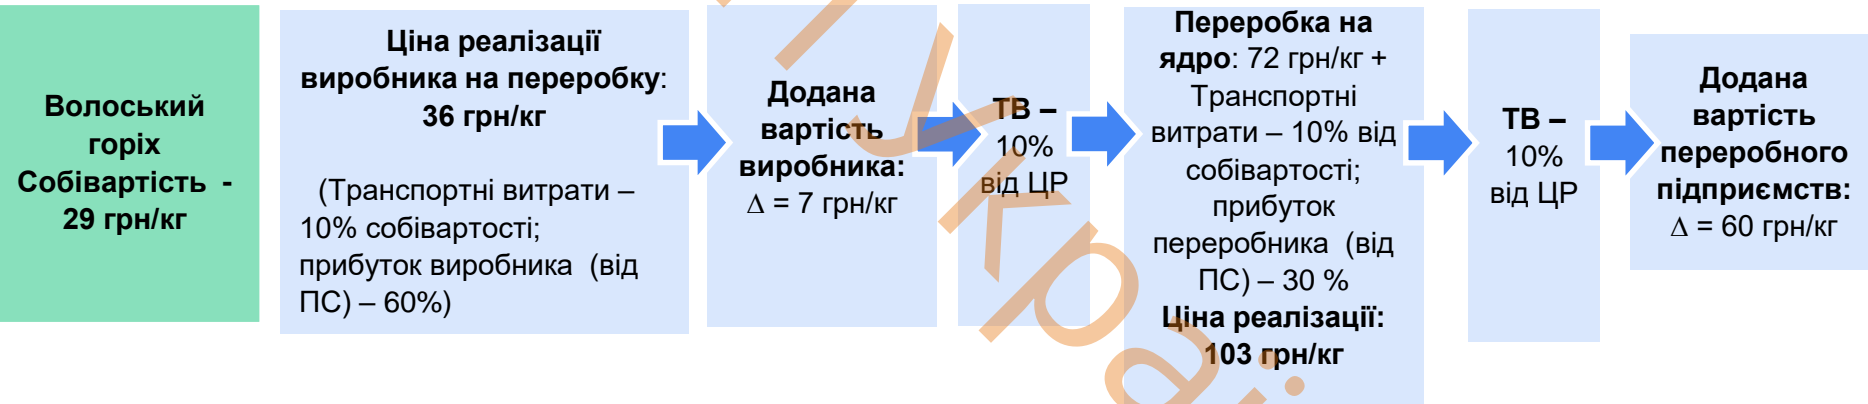 Волоський
горіх
Собівартість -
29 грн/кг
Ціна реалізації
виробника на переробку:
36 грн/кг
(Транспортні витрати –
10% собівартості;
прибуток виробника (від
ПС) – 60%)
Додана
вартість
виробника:
∆ = 7 грн/кг
ТВ –
10%
від ЦР
Переробка на
ядро: 72 грн/кг +
Транспортні
витрати – 10% від
собівартості;
прибуток
переробника (від
ПС) – 30 %
Ціна реалізації:
103 грн/кг
ТВ –
10%
від ЦР
Додана
вартість
переробного
підприємств:
∆ = 60 грн/кг